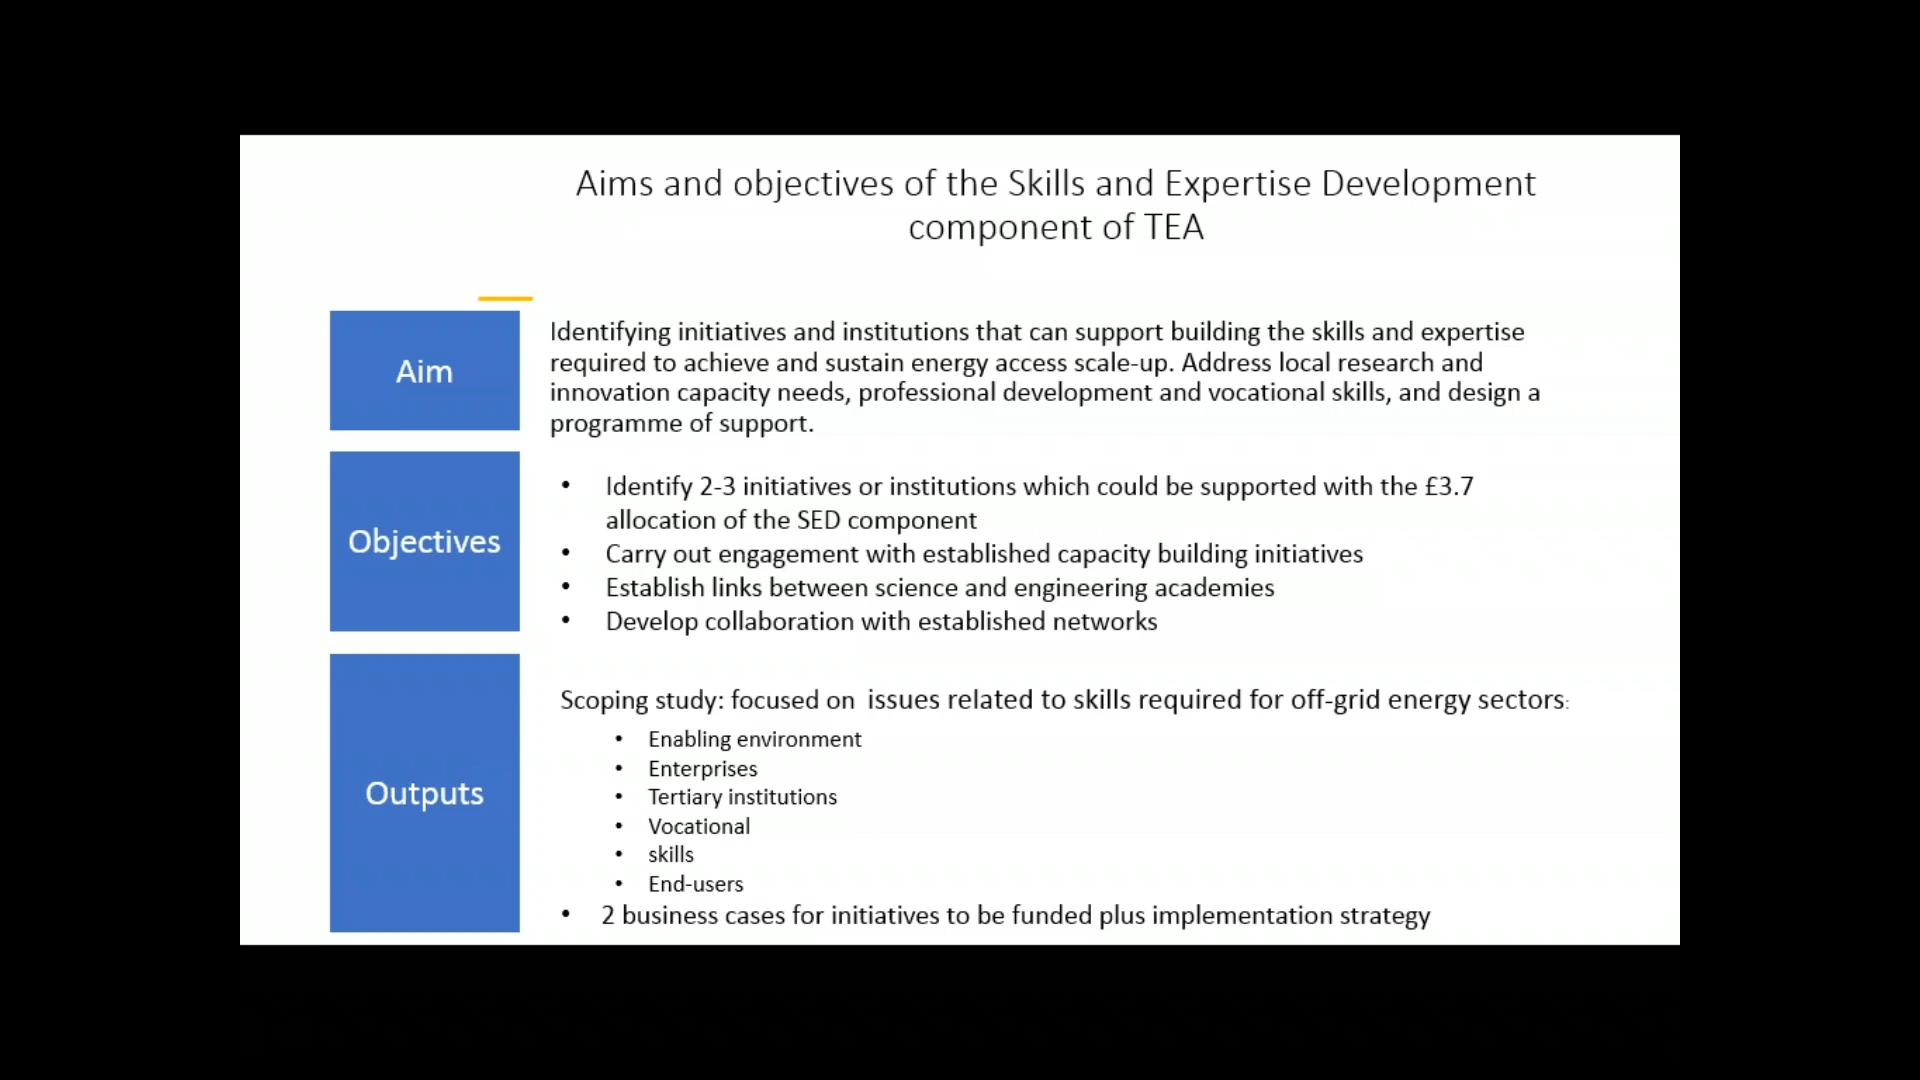 Aims and objectives of the Skills and Expertise Development
component of TEA
Aim
Identifying initiatives and institutions that can support building the skills and expertise
required to achieve and sustain energy access scale-up. Address local research and
innovation capacity needs, professional development and vocational skills, and design a
programme of support.
Objectives
• Identify 2-3 initiatives or institutions which could be supported with the £3.7
allocation of the SED component
• Carry out engagement with established capacity building initiatives
• Establish links between science and engineering academies
• Develop collaboration with established networks
Outputs
Scoping study: focused on issues related to skills required for off-grid energy sectors:
• Enabling environment
• Enterprises
• Tertiary institutions
• Vocational
• skills
• End-users
• 2 business cases for initiatives to be funded plus implementation strategy